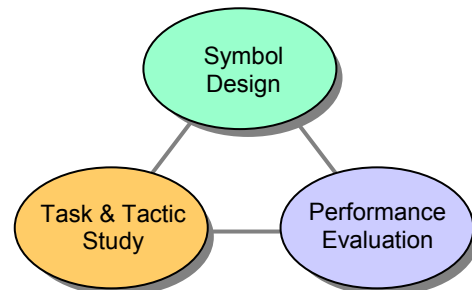 Symbol
Design
Task & Tactic
Study
Performance
Evaluation